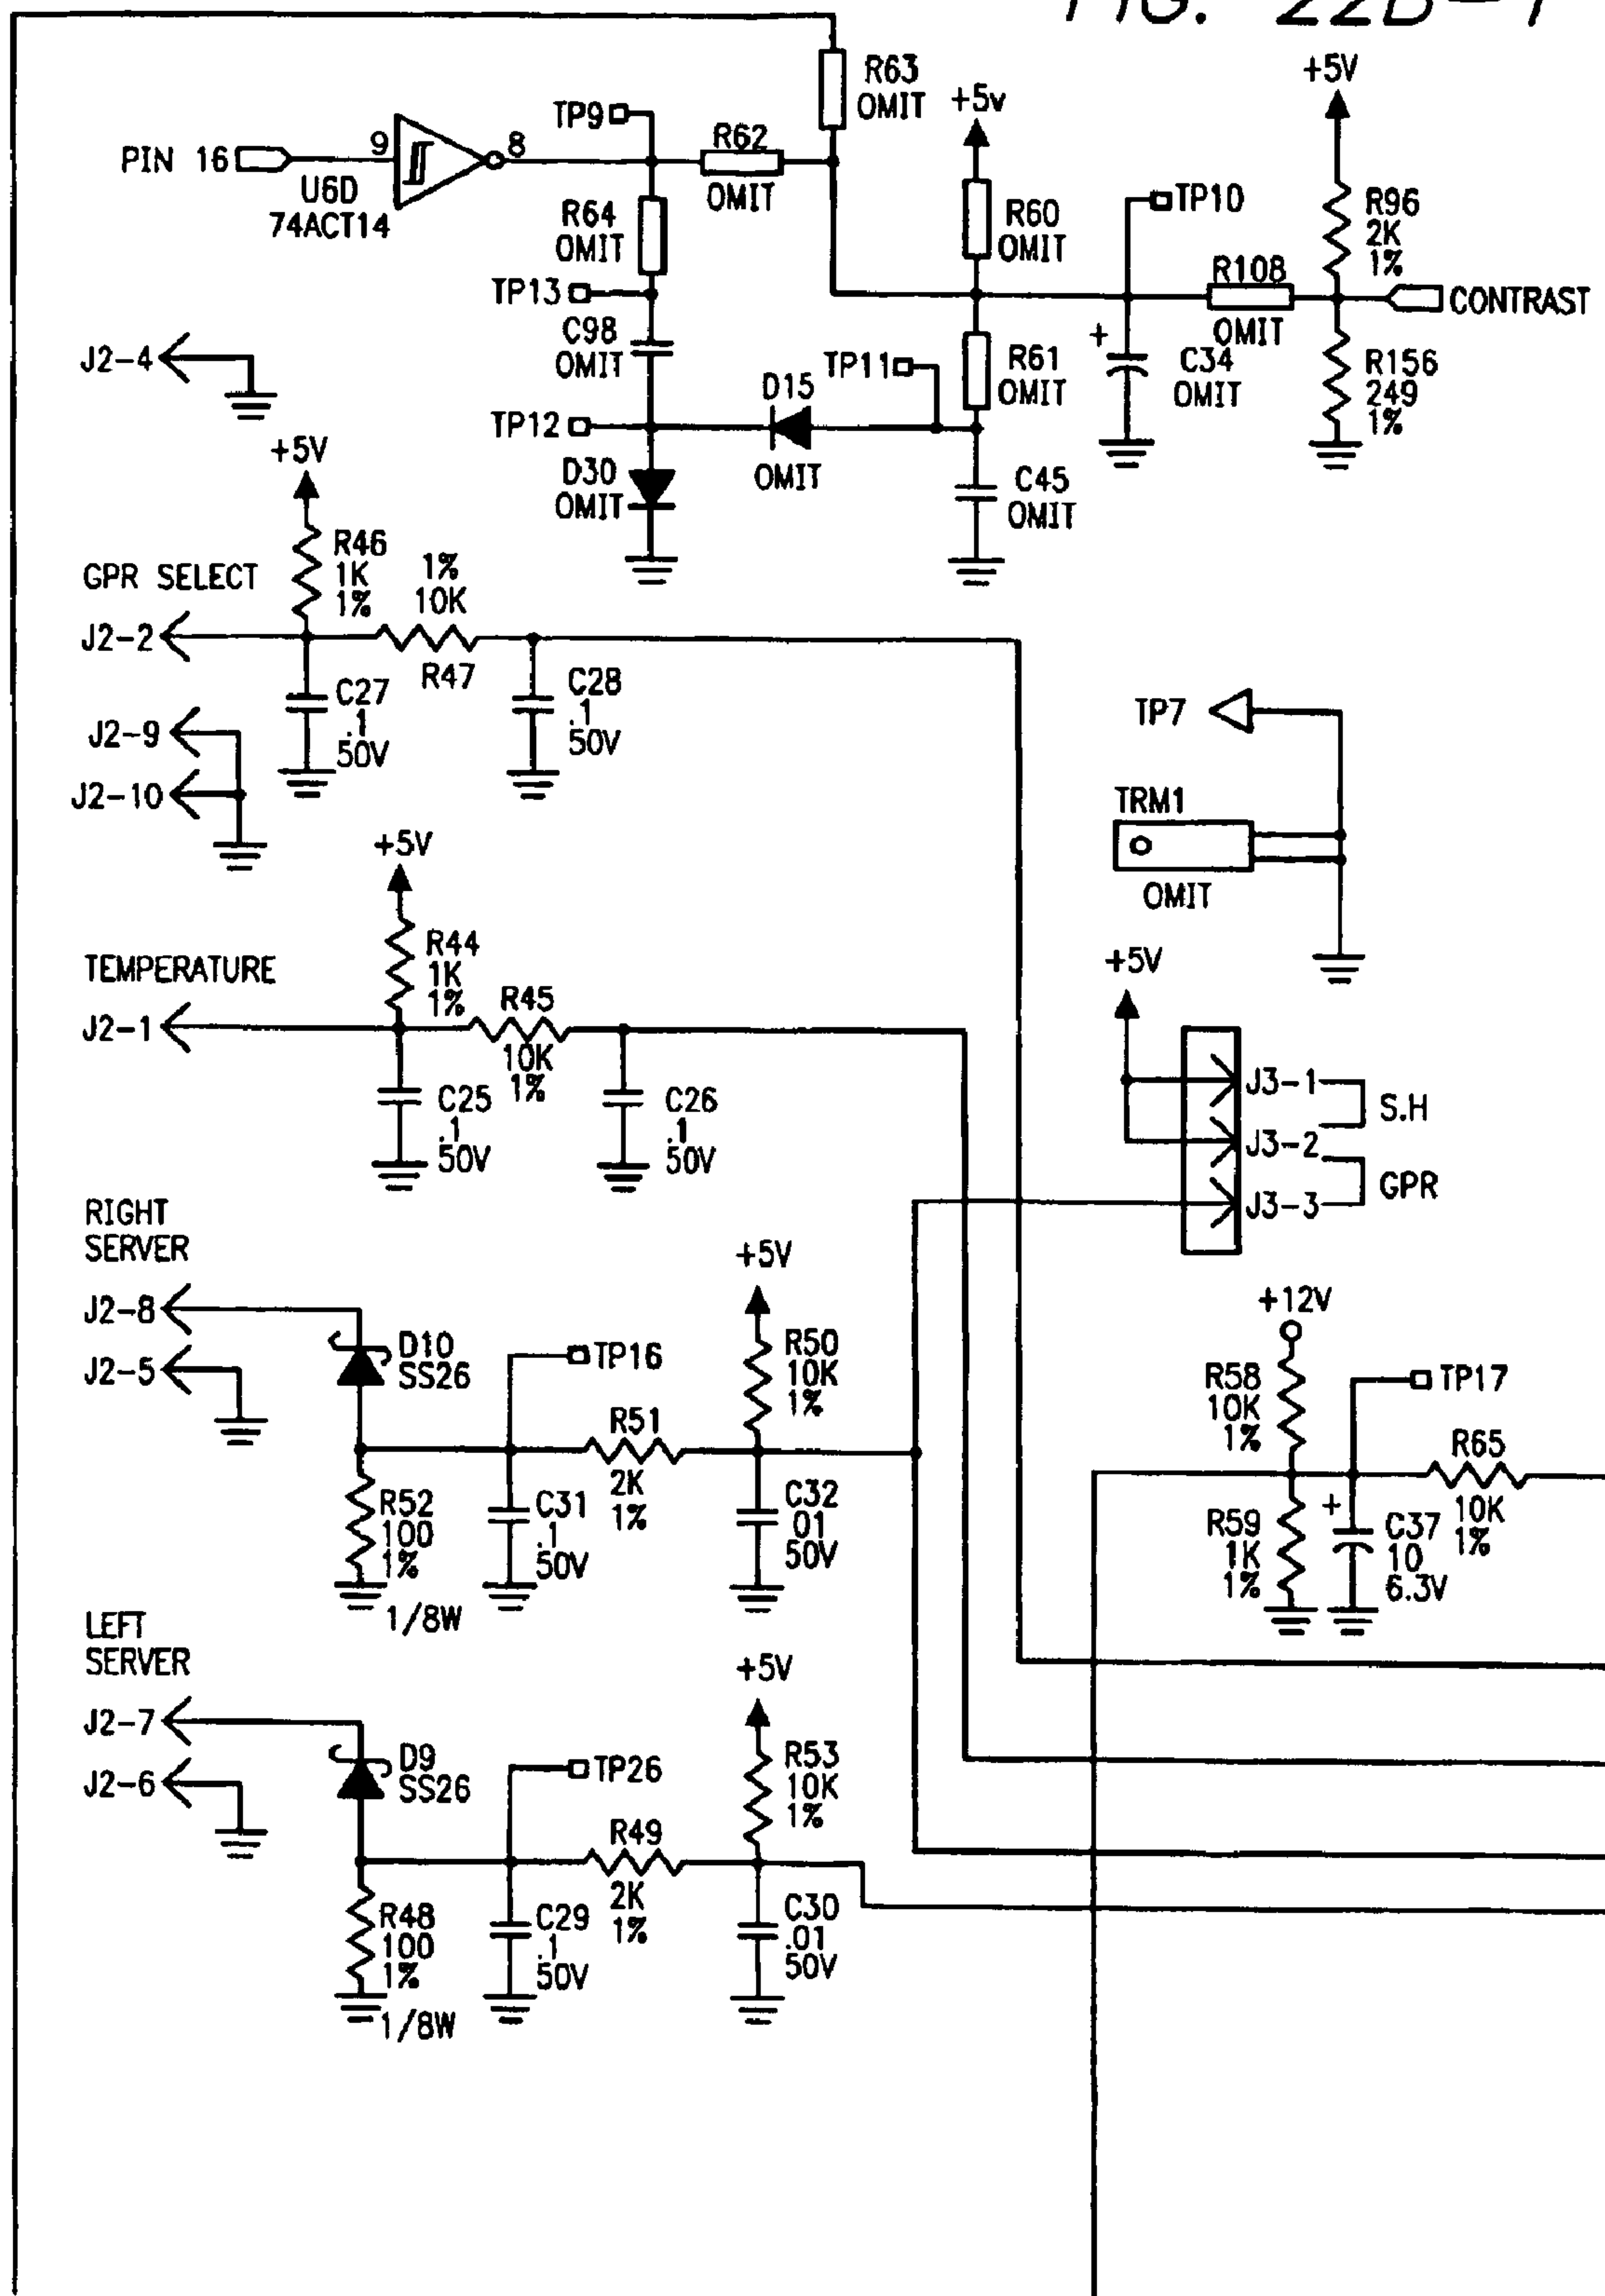 FIG. 22B-1
+5V
R63
OMIT
+5v
TP9
R62
OMIT
PIN 16
9
8
U6D
74ACT14
R64
OMIT
R60
OMIT
TP10
R96
2K
1%
TP13
R108
OMIT
CONTRAST
C98
OMIT
J2-4
TP11
R61
OMIT
+
C34
OMIT
R156
249
1%
D15
OMIT
TP12
D30
OMIT
C45
OMIT
+5V
R46
1K
1%
1%
10K
R47
GPR SELECT
J2-2
C27
.1
50V
C28
.1
50V
J2-9
J2-10
TP7
TRM1
OMIT
+5V
R44
1K
1%
R45
10K
1%
TEMPERATURE
J2-1
C25
.1
50V
C26
.1
50V
+5V
J3-1
J3-2
J3-3
S.H
GPR
RIGHT
SERVER
J2-8
J2-5
D10
SS26
TP16
+5V
R50
10K
1%
R51
2K
1%
R52
100
1%
1/8W
C31
.1
50V
C32
01
50V
+12V
R58
10K
1%
TP17
R65
10K
1%
R59
1K
1%
+
C37
10
6.3V
LEFT
SERVER
J2-7
J2-6
D9
SS26
TP26
+5V
R53
10K
1%
R49
2K
1%
R48
100
1%
1/8W
C29
.1
50V
C30
.01
50V